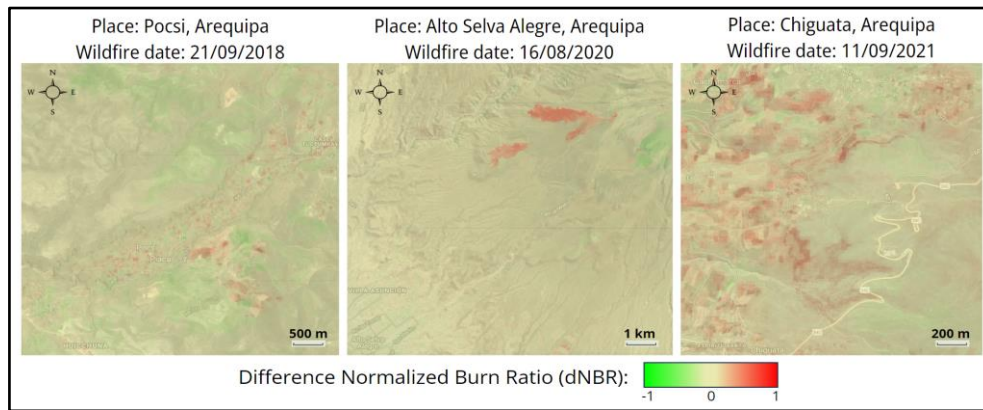 Place: Pocsi, Arequipa
Wildfire date: 21/09/2018
Place: Alto Selva Alegre, Arequipa
Wildfire date: 16/08/2020
Place: Chiguata, Arequipa
Wildfire date: 11/09/2021
N
W E
S
500 m
N
W E
S
1 km
N
W E
S
200 m
Difference Normalized Burn Ratio (dNBR):
-1 0 1